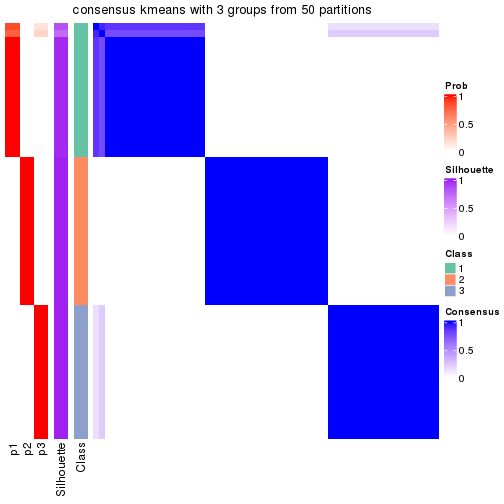 consensus kmeans with 3 groups from 50 partitions
Prob
1
0.5
0
Silhouette
1
0.5
0
Class
1
2
3
Consensus
1
0.5
0
p1
p2
p3
Silhouette
Class